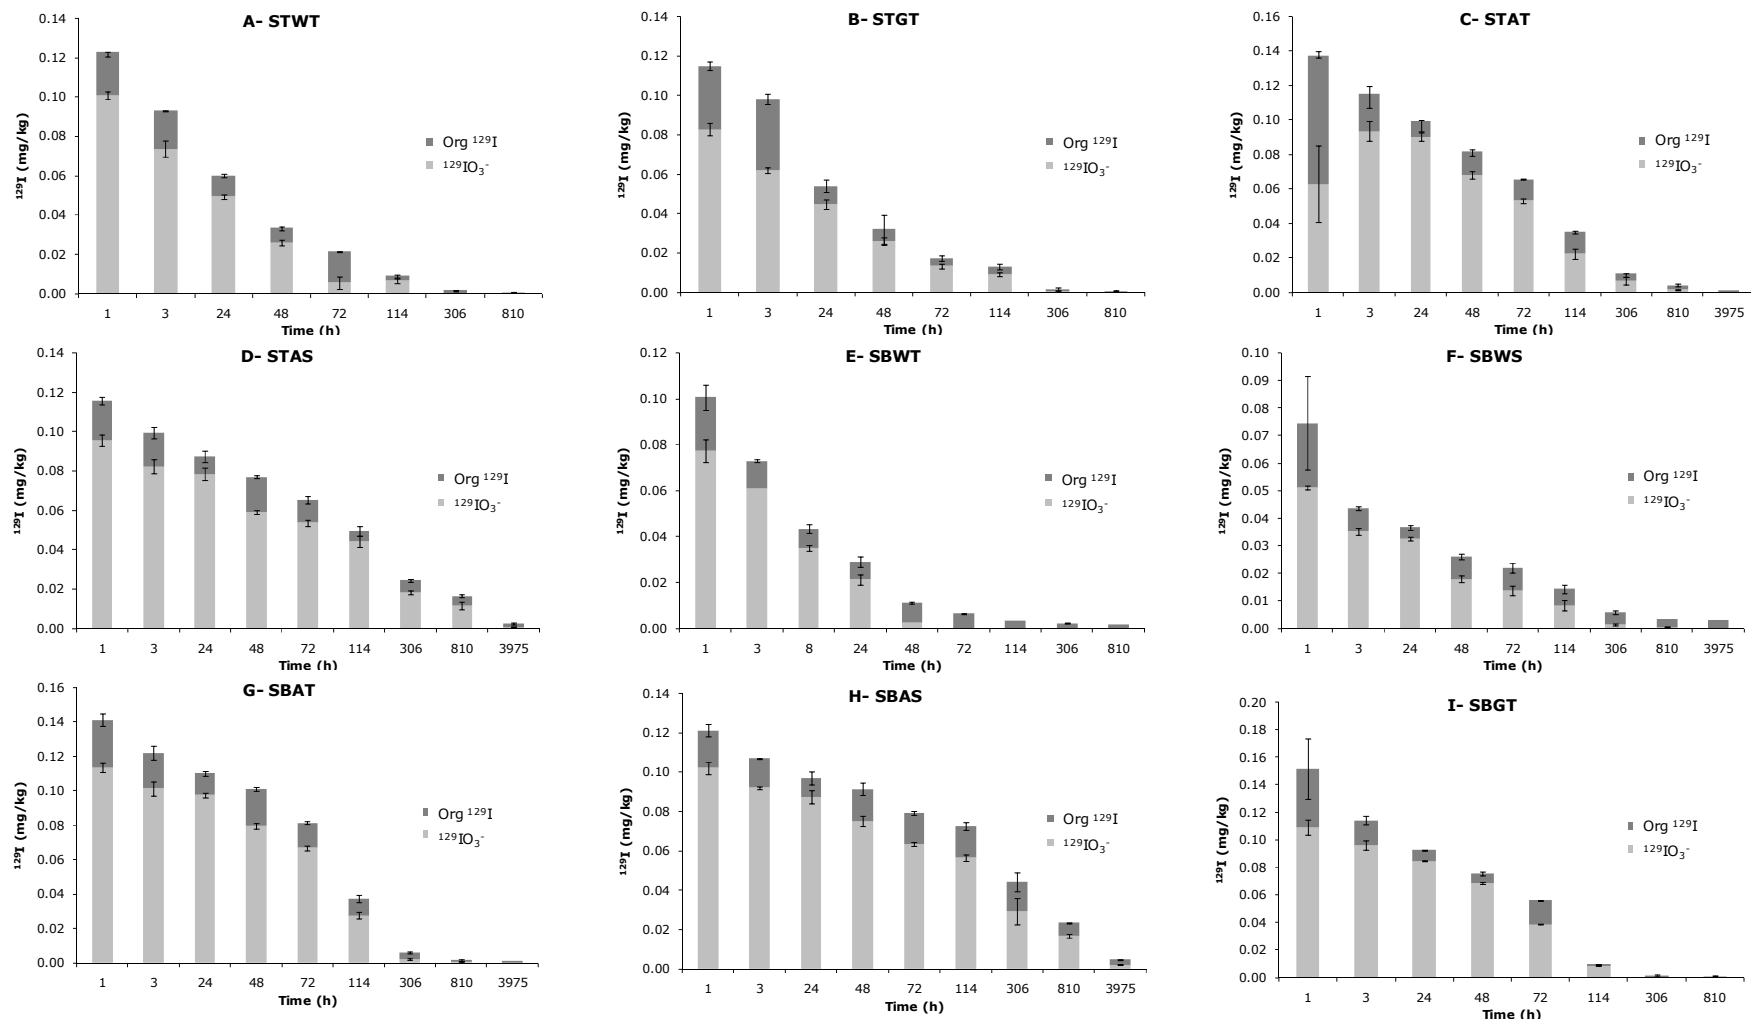 A- STWT
0.14
0.12
0.10
0.08
0.06
0.04
0.02
0.00
¹²⁹I (mg/kg)
Org ¹²⁹I
¹²⁹IO₃⁻
1 3 24 48 72 114 306 810
Time (h)
B- STGT
0.14
0.12
0.10
0.08
0.06
0.04
0.02
0.00
¹²⁹I (mg/kg)
Org ¹²⁹I
¹²⁹IO₃⁻
1 3 24 48 72 114 306 810
Time (h)
C- STAT
0.16
0.14
0.12
0.10
0.08
0.06
0.04
0.02
0.00
¹²⁹I (mg/kg)
Org ¹²⁹I
¹²⁹IO₃⁻
1 3 24 48 72 114 306 810 3975
Time (h)
D- STAS
0.14
0.12
0.10
0.08
0.06
0.04
0.02
0.00
¹²⁹I (mg/kg)
Org ¹²⁹I
¹²⁹IO₃⁻
1 3 24 48 72 114 306 810 3975
Time (h)
E- SBWT
0.12
0.10
0.08
0.06
0.04
0.02
0.00
¹²⁹I (mg/kg)
Org ¹²⁹I
¹²⁹IO₃⁻
1 3 8 24 48 72 114 306 810
Time (h)
F- SBWS
0.10
0.09
0.08
0.07
0.06
0.05
0.04
0.03
0.02
0.01
0.00
¹²⁹I (mg/kg)
Org ¹²⁹I
¹²⁹IO₃⁻
1 3 24 48 72 114 306 810 3975
Time (h)
G- SBAT
0.16
0.14
0.12
0.10
0.08
0.06
0.04
0.02
0.00
¹²⁹I (mg/kg)
Org ¹²⁹I
¹²⁹IO₃⁻
1 3 24 48 72 114 306 810 3975
Time (h)
H- SBAS
0.14
0.12
0.10
0.08
0.06
0.04
0.02
0.00
¹²⁹I (mg/kg)
Org ¹²⁹I
¹²⁹IO₃⁻
1 3 24 48 72 114 306 810 3975
Time (h)
I- SBGT
0.20
0.18
0.16
0.14
0.12
0.10
0.08
0.06
0.04
0.02
0.00
¹²⁹I (mg/kg)
Org ¹²⁹I
¹²⁹IO₃⁻
1 3 24 48 72 114 306 810
Time (h)